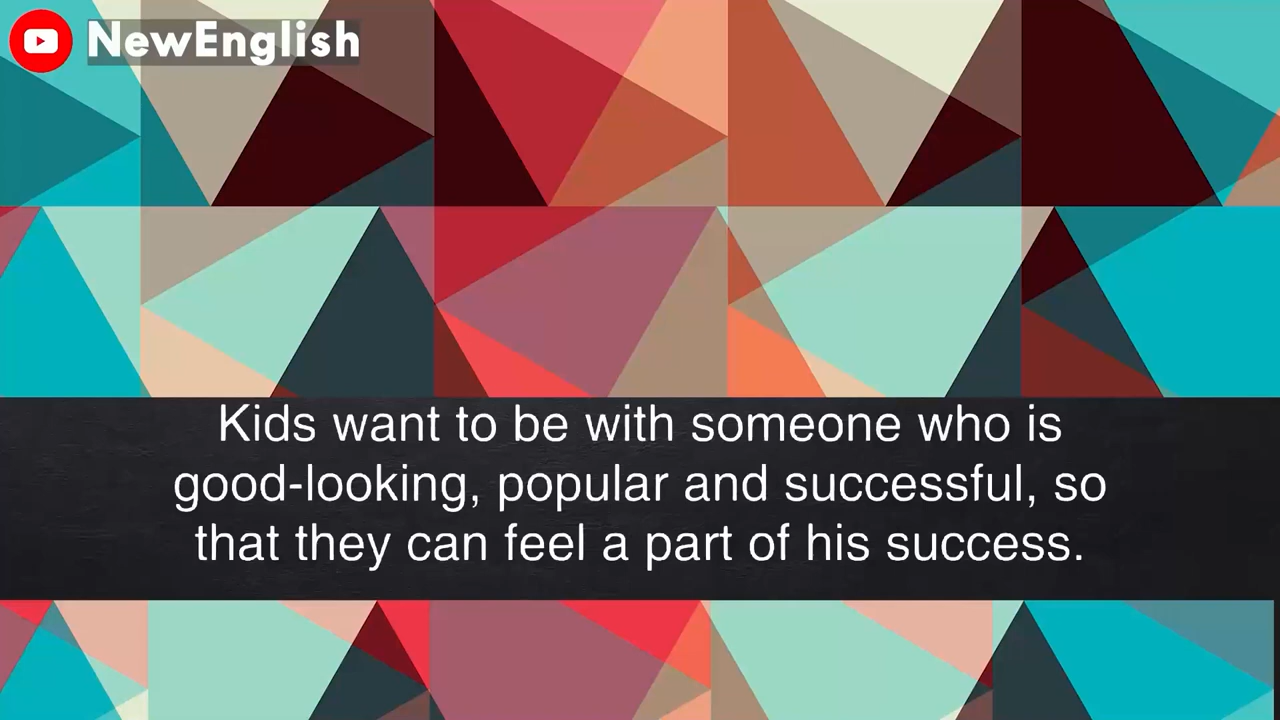 NewEnglish
Kids want to be with someone who is
good-looking, popular and successful, so
that they can feel a part of his success.